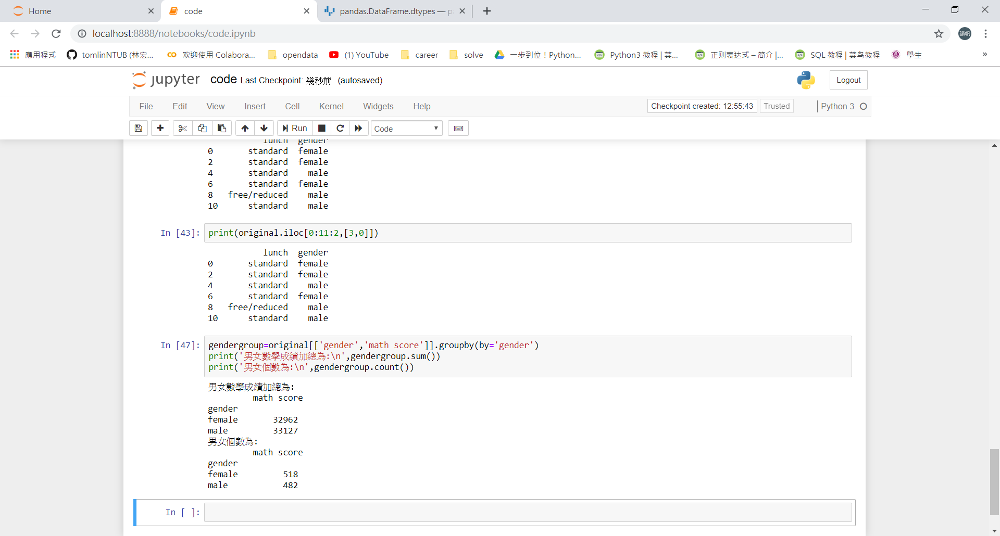 Home
code
pandas.DataFrame.dtypes — p
localhost:8888/notebooks/code.ipynb
應用程式
tomlinNTUB (林宏...
欢迎使用 Colabora...
opendata
(1) YouTube
career
solve
一步到位！Python...
Python3 教程 | 菜...
正则表达式 – 简介 |...
SQL 教程 | 菜鸟教程
學生
»
jupyter code Last Checkpoint: 幾秒前 (autosaved)
Logout
File Edit View Insert Cell Kernel Widgets Help
Checkpoint created: 12:55:43
Trusted
Python 3
Run
Code
lunch gender
0 standard female
2 standard female
4 standard male
6 standard female
8 free/reduced male
10 standard male
In [43]: print(original.iloc[0:11:2,[3,0]])
lunch gender
0 standard female
2 standard female
4 standard male
6 standard female
8 free/reduced male
10 standard male
In [47]: gendergroup=original[['gender','math score']].groupby(by='gender')
print('男女數學成績加總為:\n',gendergroup.sum())
print('男女個數為:\n',gendergroup.count())
男女數學成績加總為:
math score
gender
female 32962
male 33127
男女個數為:
math score
gender
female 518
male 482
In [ ]: